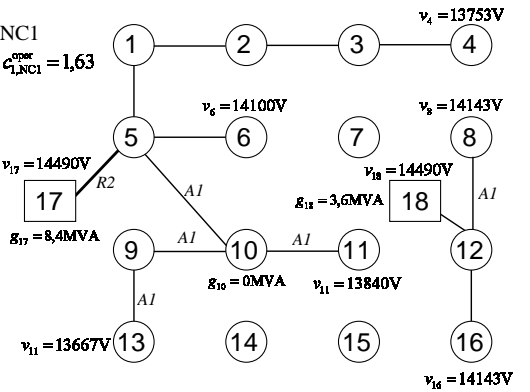 NC1
v₄ = 13753V
c^{oper}_{1,NC1} = 1,63
1
2
3
4
v₆ = 14100V
v₈ = 14143V
5
6
7
8
v₁₇ = 14490V
v₁₈ = 14490V
R2
A1
A1
17
g₁₈ = 3,6MVA
18
g₁₇ = 8,4MVA
A1
A1
9
10
11
12
g₁₀ = 0MVA
v₁₁ = 13840V
A1
v₁₁ = 13667V
13
14
15
16
v₁₆ = 14143V